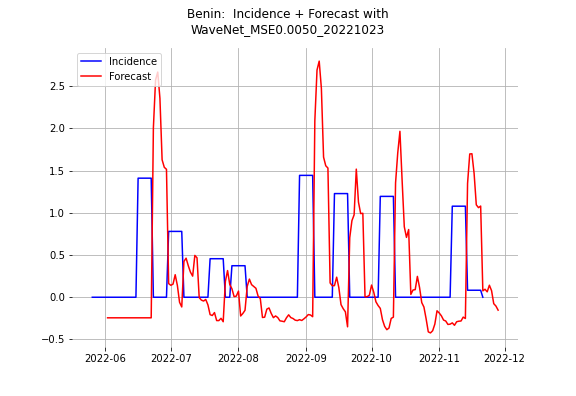 Benin:  Incidence + Forecast with
WaveNet_MSE0.0050_20221023
Incidence
Forecast
2.5
2.0
1.5
1.0
0.5
0.0
−0.5
2022-06 2022-07 2022-08 2022-09 2022-10 2022-11 2022-12